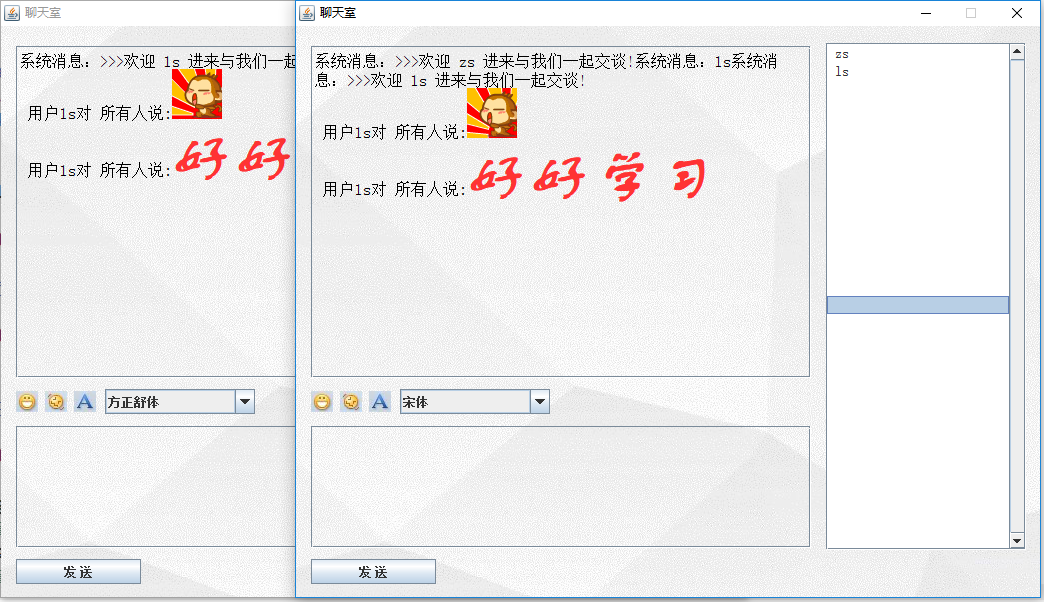 聊天室
系统消息：>>>欢迎 ls 进来与我们一起
用户ls对 所有人说:
用户ls对 所有人说:好好
方正舒体
发 送
聊天室
系统消息：>>>欢迎 zs 进来与我们一起交谈!系统消息：ls系统消
息：>>>欢迎 ls 进来与我们一起交谈!
用户ls对 所有人说:
用户ls对 所有人说:好好学习
zs
ls
宋体
发 送